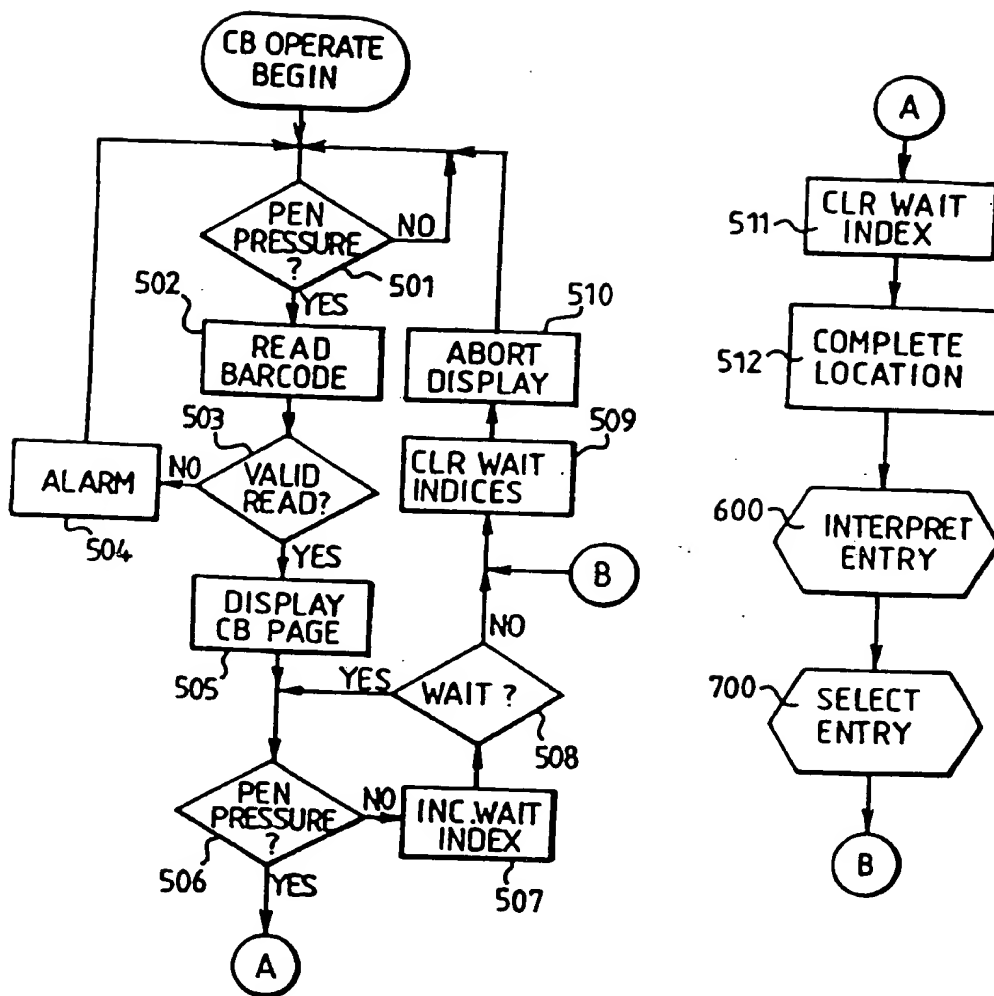 CB OPERATE
BEGIN
PEN
PRESSURE
?
NO
501
YES
502
READ
BARCODE
503
VALID
READ?
NO
ALARM
504
YES
DISPLAY
CB PAGE
505
PEN
PRESSURE
?
506
NO
YES
A
INC.WAIT
INDEX
507
WAIT ?
508
YES
NO
B
CLR WAIT
INDICES
509
ABORT
DISPLAY
510
A
511
CLR WAIT
INDEX
512
COMPLETE
LOCATION
600
INTERPRET
ENTRY
700
SELECT
ENTRY
B